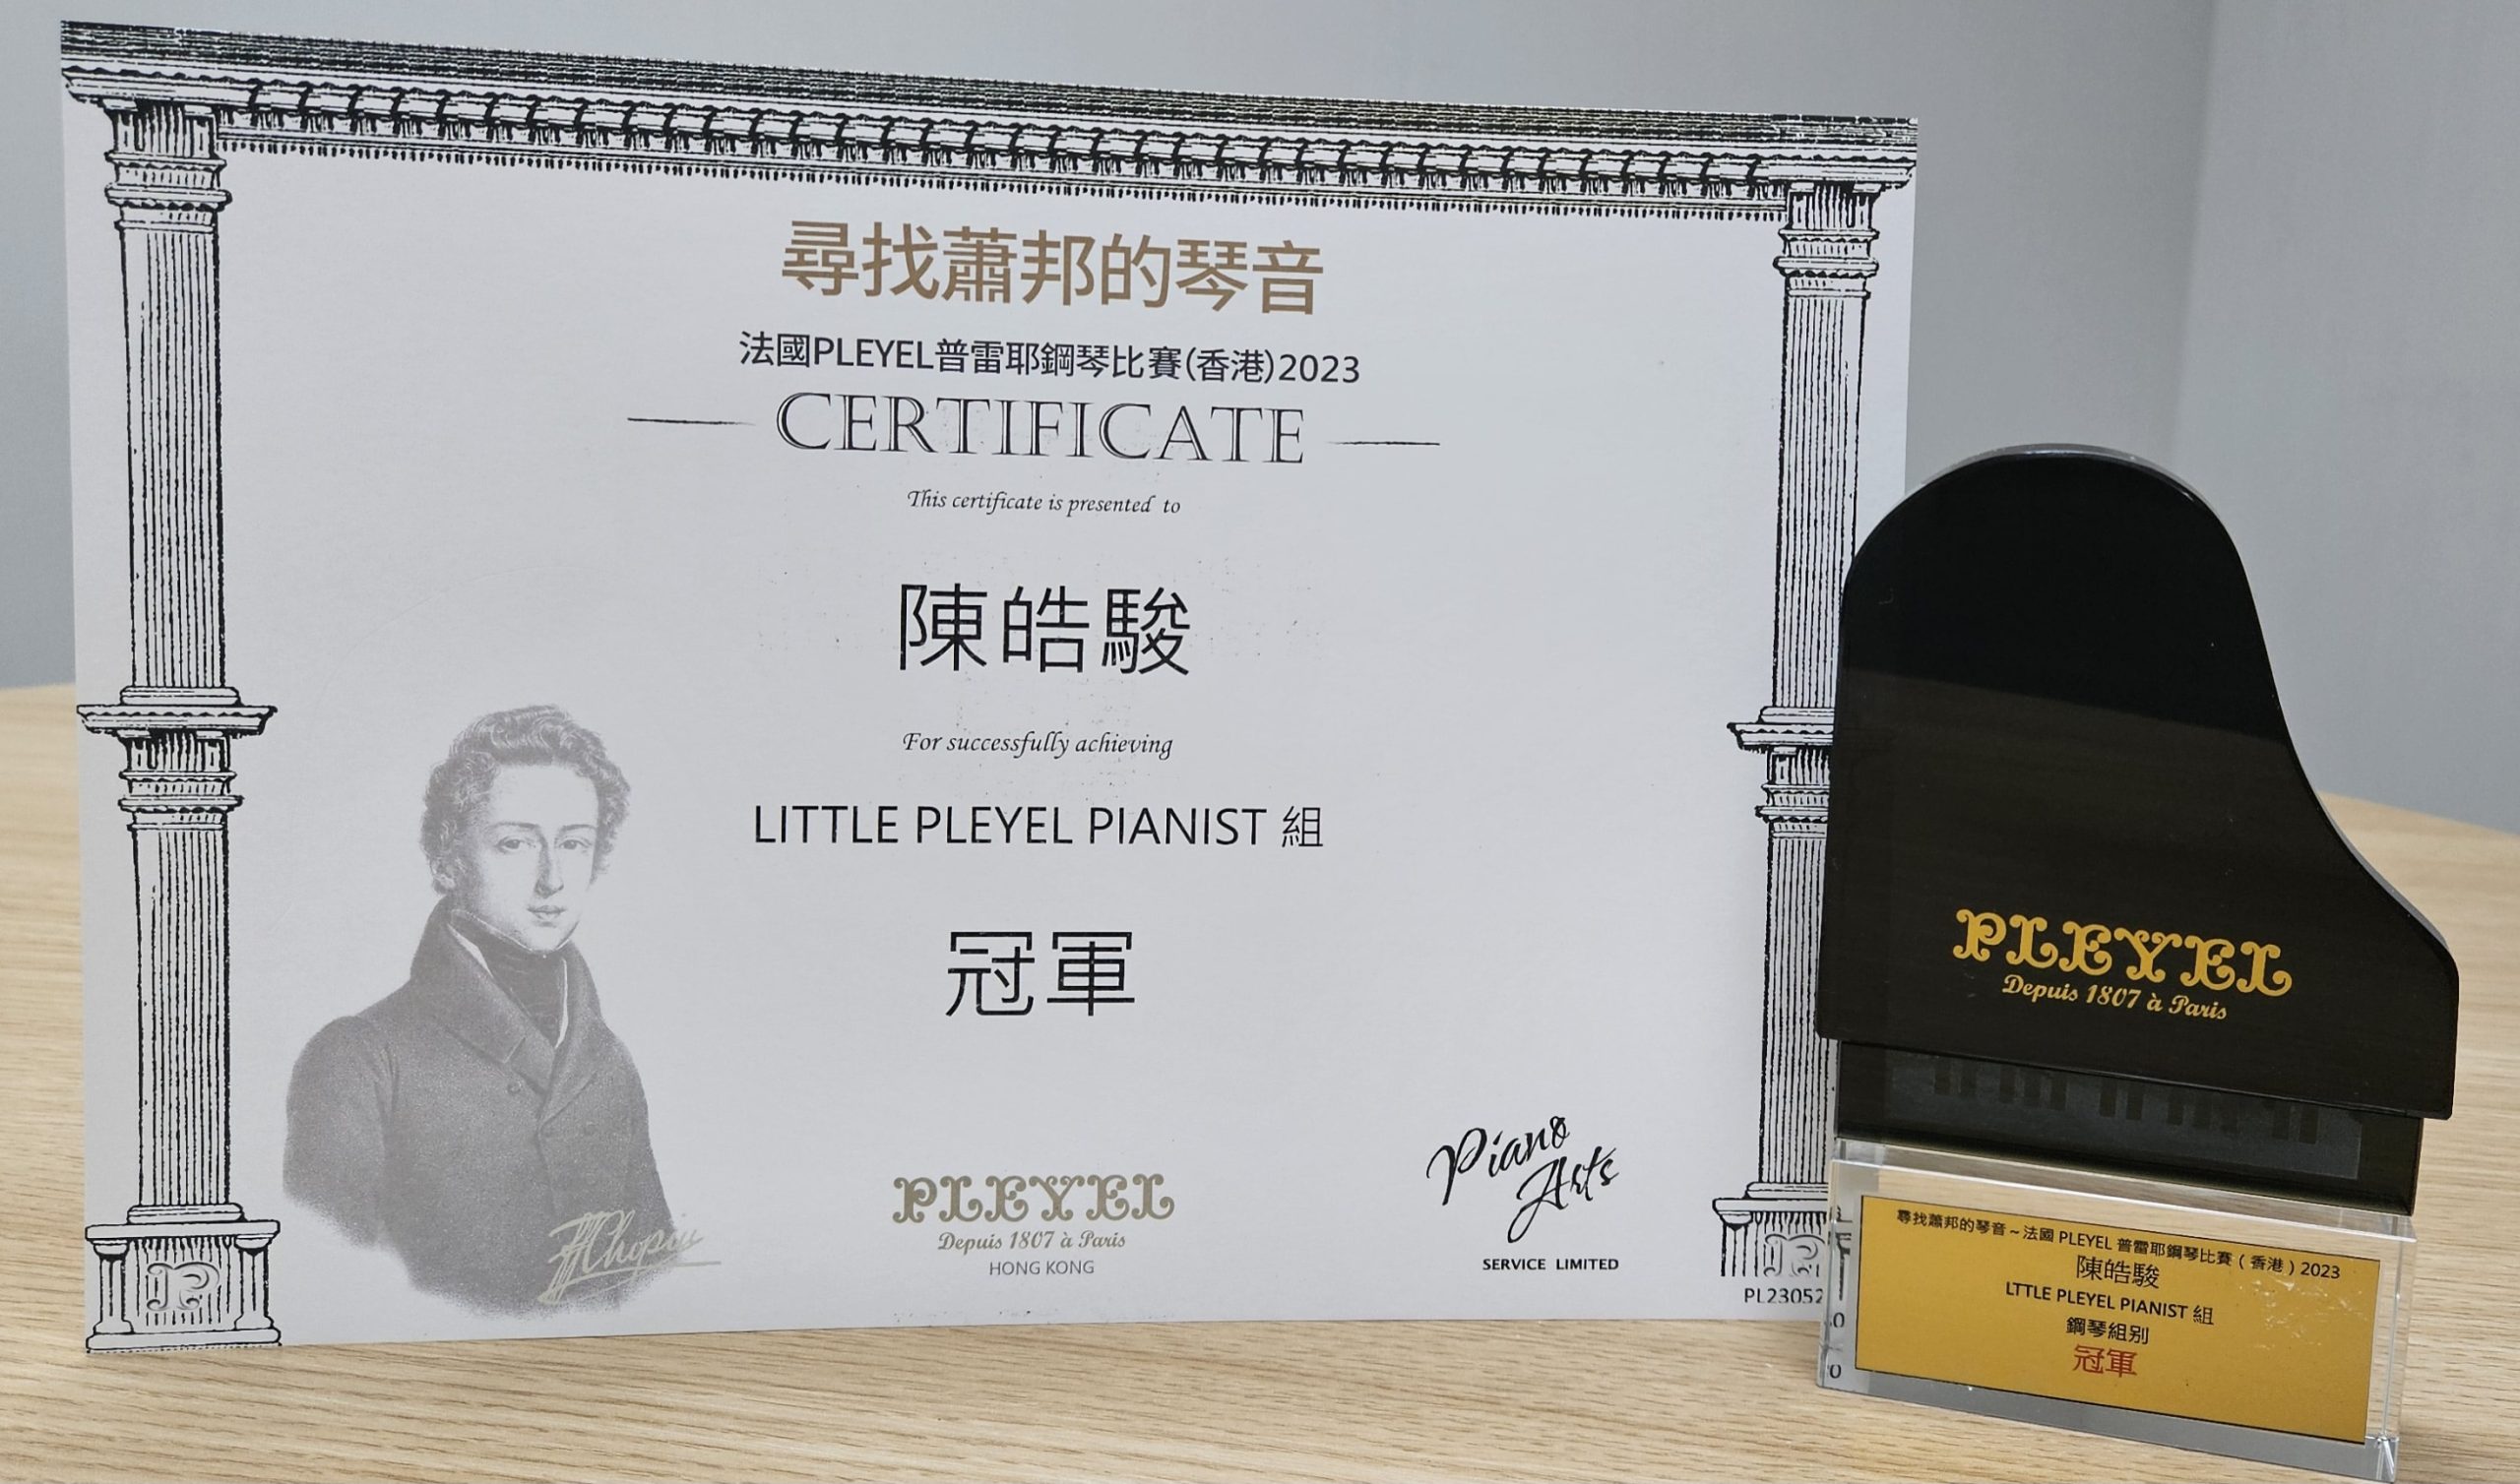 尋找蕭邦的琴音
法國PLEYEL普雷耶鋼琴比賽(香港)2023
CERTIFICATE
This certificate is presented to
陳皓駿
For successfully achieving
LITTLE PLEYEL PIANIST 組
冠軍
Chopin
PLEYEL
Depuis 1807 à Paris
HONG KONG
Piano
Arts
SERVICE LIMITED
PL23052
PLEYEL
Depuis 1807 à Paris
尋找蕭邦的琴音~法國 PLEYEL 普雷耶鋼琴比賽（香港）2023
陳皓駿
LTTLE PLEYEL PIANIST 組
鋼琴組别
冠軍